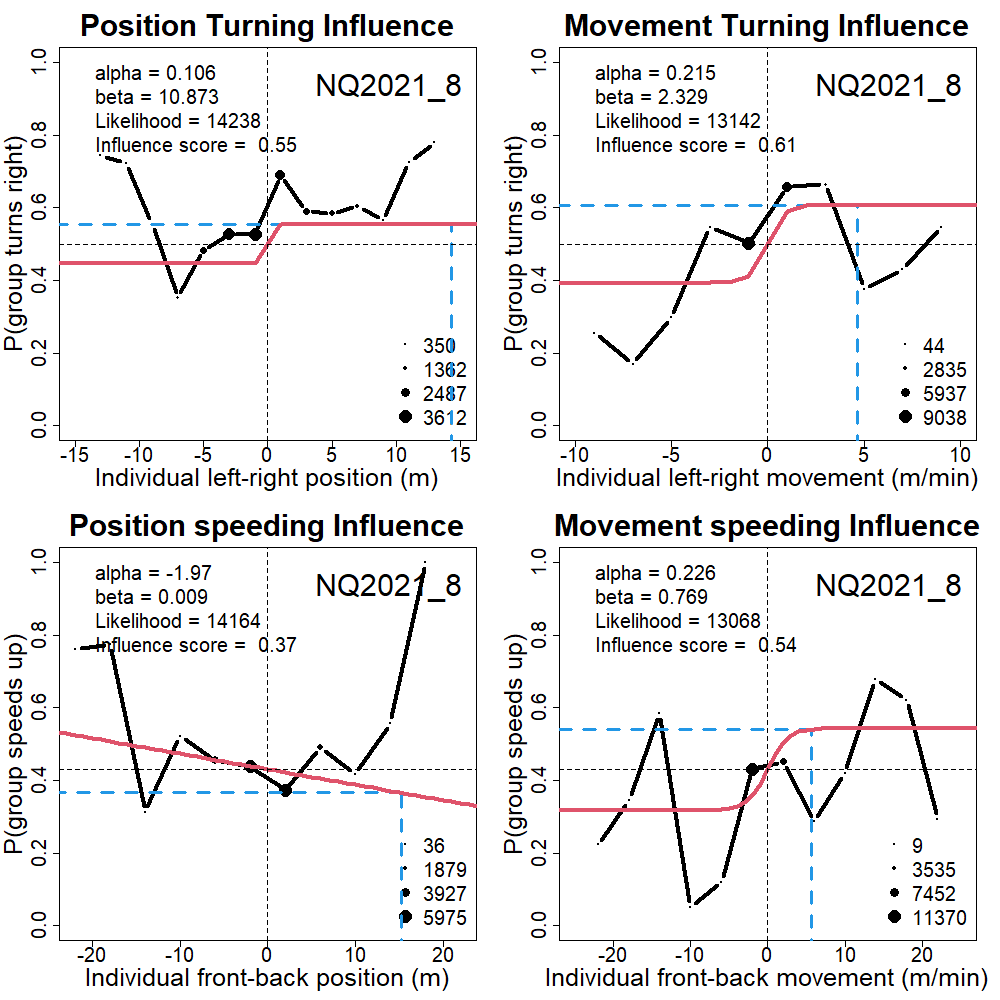 Position Turning Influence
alpha = 0.106
beta = 10.873
Likelihood = 14238
Influence score = 0.55
NQ2021_8
P(group turns right)
1.0
0.8
0.6
0.4
0.2
0.0
350
1362
2487
3612
-15 -10 -5 0 5 10 15
Individual left-right position (m)
Movement Turning Influence
alpha = 0.215
beta = 2.329
Likelihood = 13142
Influence score = 0.61
NQ2021_8
P(group turns right)
1.0
0.8
0.6
0.4
0.2
0.0
44
2835
5937
9038
-10 -5 0 5 10
Individual left-right movement (m/min)
Position speeding Influence
alpha = -1.97
beta = 0.009
Likelihood = 14164
Influence score = 0.37
NQ2021_8
P(group speeds up)
1.0
0.8
0.6
0.4
0.2
0.0
36
1879
3927
5975
-20 -10 0 10 20
Individual front-back position (m)
Movement speeding Influence
alpha = 0.226
beta = 0.769
Likelihood = 13068
Influence score = 0.54
NQ2021_8
P(group speeds up)
1.0
0.8
0.6
0.4
0.2
0.0
9
3535
7452
11370
-20 -10 0 10 20
Individual front-back movement (m/min)